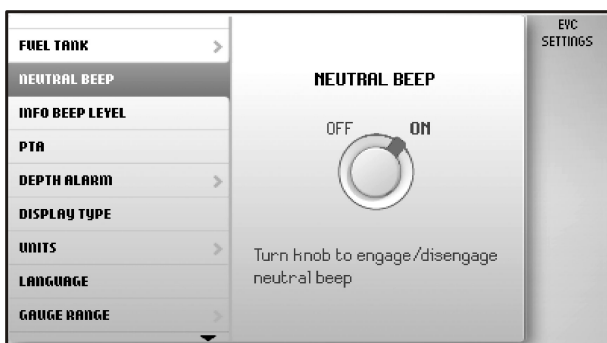 EVC
SETTINGS
FUEL TANK
NEUTRAL BEEP
INFO BEEP LEVEL
PTA
DEPTH ALARM
DISPLAY TYPE
UNITS
LANGUAGE
GAUGE RANGE
NEUTRAL BEEP
OFF ON
Turn knob to engage/disengage
neutral beep